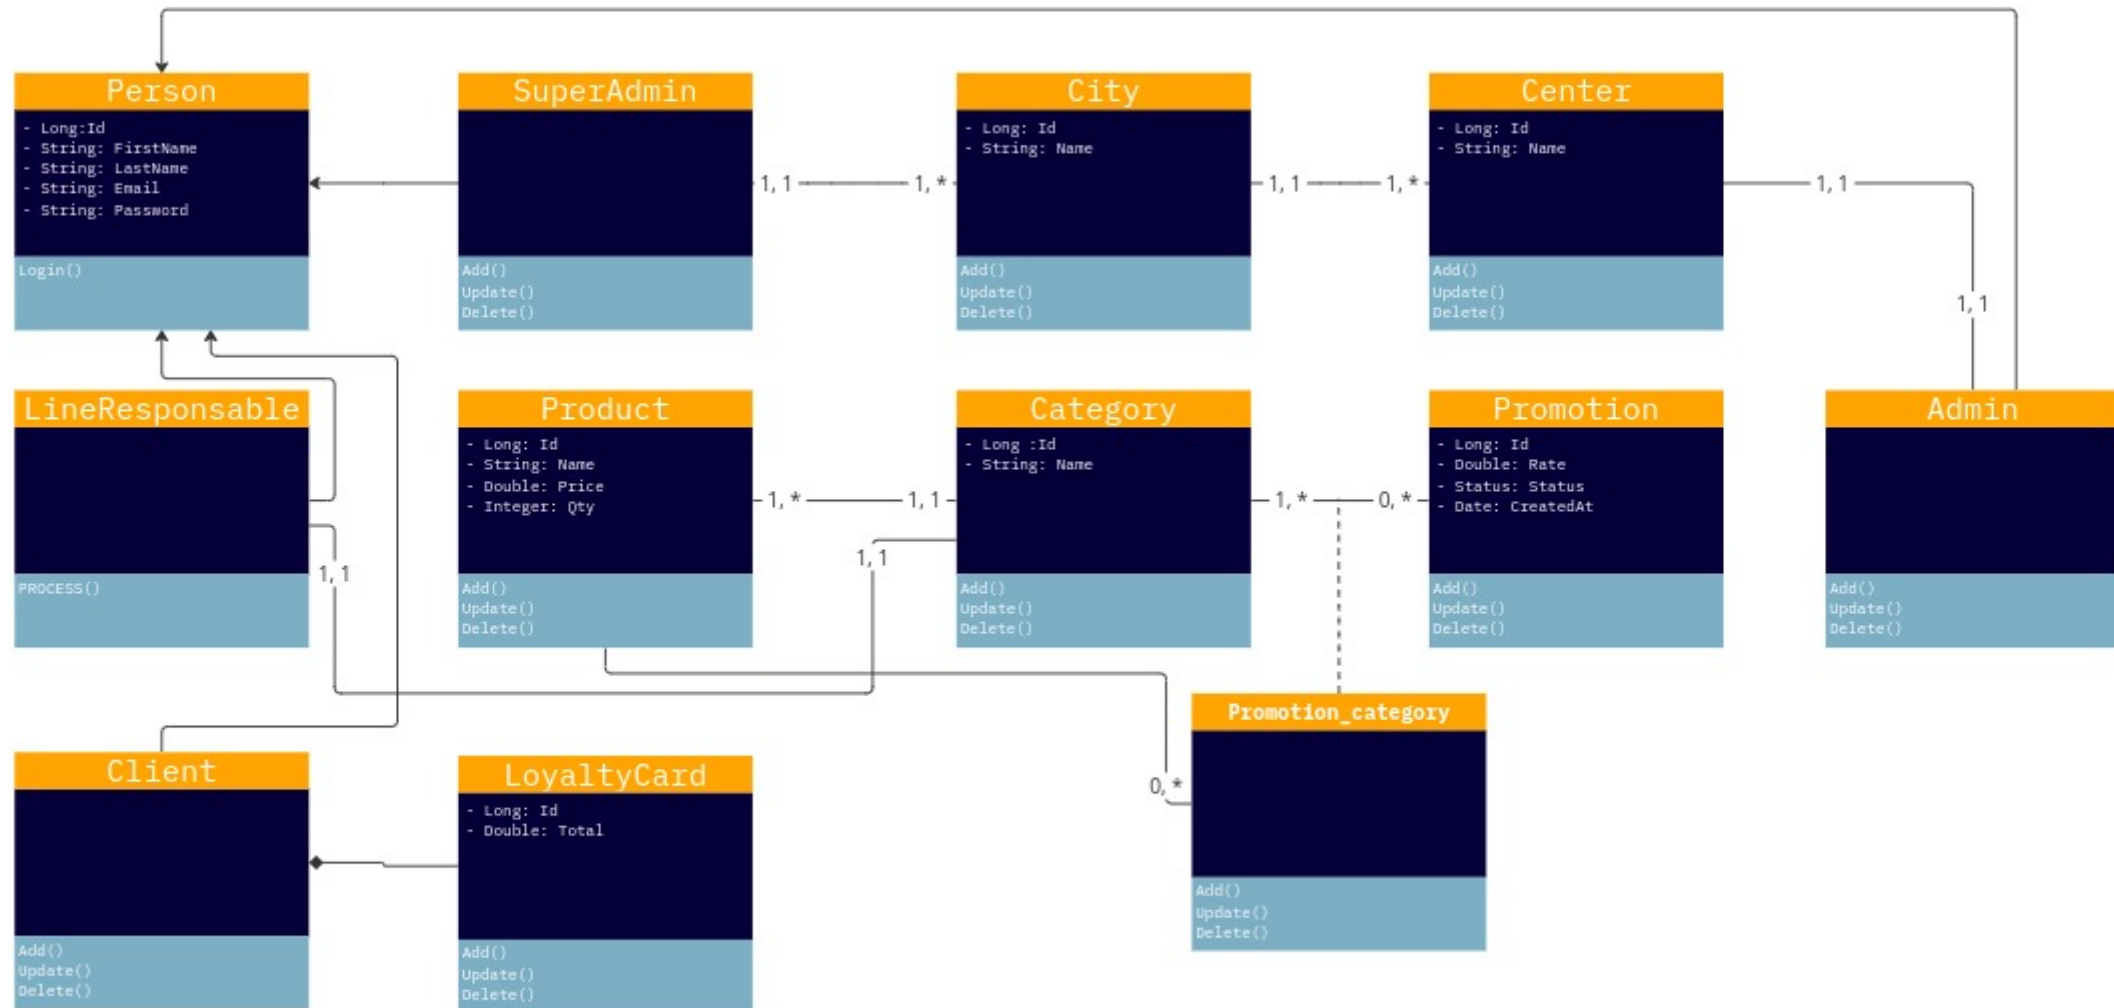 Person
- Long:Id
- String: FirstName
- String: LastName
- String: Email
- String: Password
Login()
SuperAdmin
Add()
Update()
Delete()
1, 1
1, *
City
- Long: Id
- String: Name
Add()
Update()
Delete()
1, 1
1, *
Center
- Long: Id
- String: Name
Add()
Update()
Delete()
1, 1
1, 1
LineResponsable
PROCESS()
1, 1
Product
- Long: Id
- String: Name
- Double: Price
- Integer: Qty
Add()
Update()
Delete()
1, *
1, 1
1, 1
Category
- Long :Id
- String: Name
Add()
Update()
Delete()
1, *
0, *
Promotion
- Long: Id
- Double: Rate
- Status: Status
- Date: CreatedAt
Add()
Update()
Delete()
Admin
Add()
Update()
Delete()
Client
Add()
Update()
Delete()
LoyaltyCard
- Long: Id
- Double: Total
Add()
Update()
Delete()
0, *
Promotion_category
Add()
Update()
Delete()